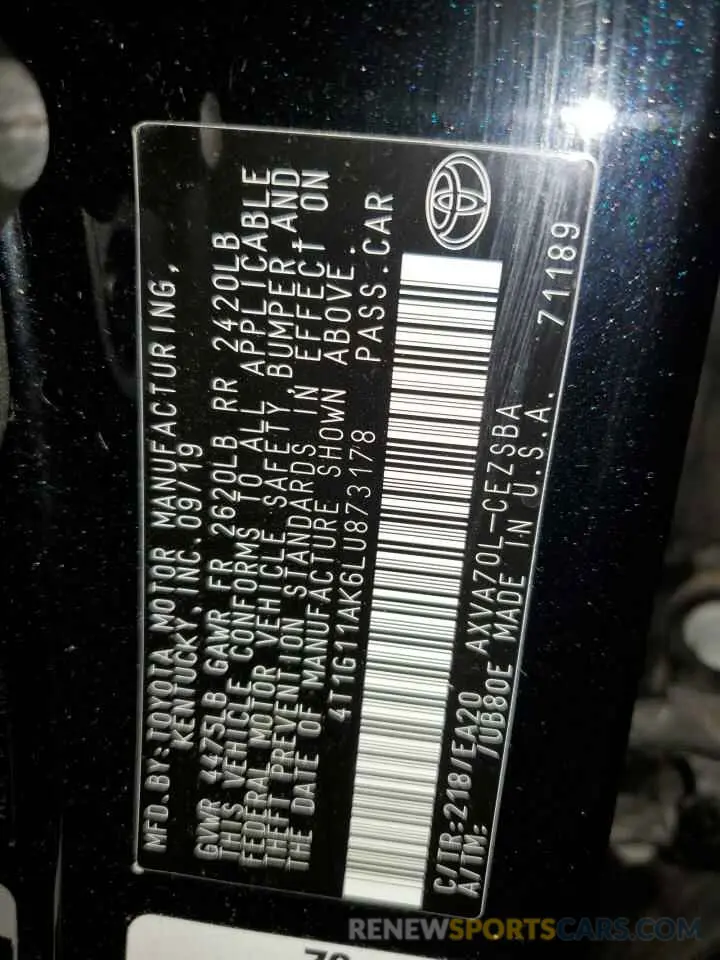 MFD.BY:TOYOTA MOTOR MANUFACTURING,
KENTUCKY, INC. 09/19
GVWR 4475LB GAWR FR 2620LB RR 2420LB
THIS VEHICLE CONFORMS TO ALL APPLICABLE
FEDERAL MOTOR VEHICLE SAFETY, BUMPER, AND
THEFT PREVENTION STANDARDS IN EFFECT ON
THE DATE OF MANUFACTURE SHOWN ABOVE.
4T1G11AK6LU873178 PASS.CAR
C/TR:218/EA20 AXVA70L-CEZSBA 71189
A/TM: /UB80E MADE IN U.S.A.
RENEWSPORTSCARS.COM